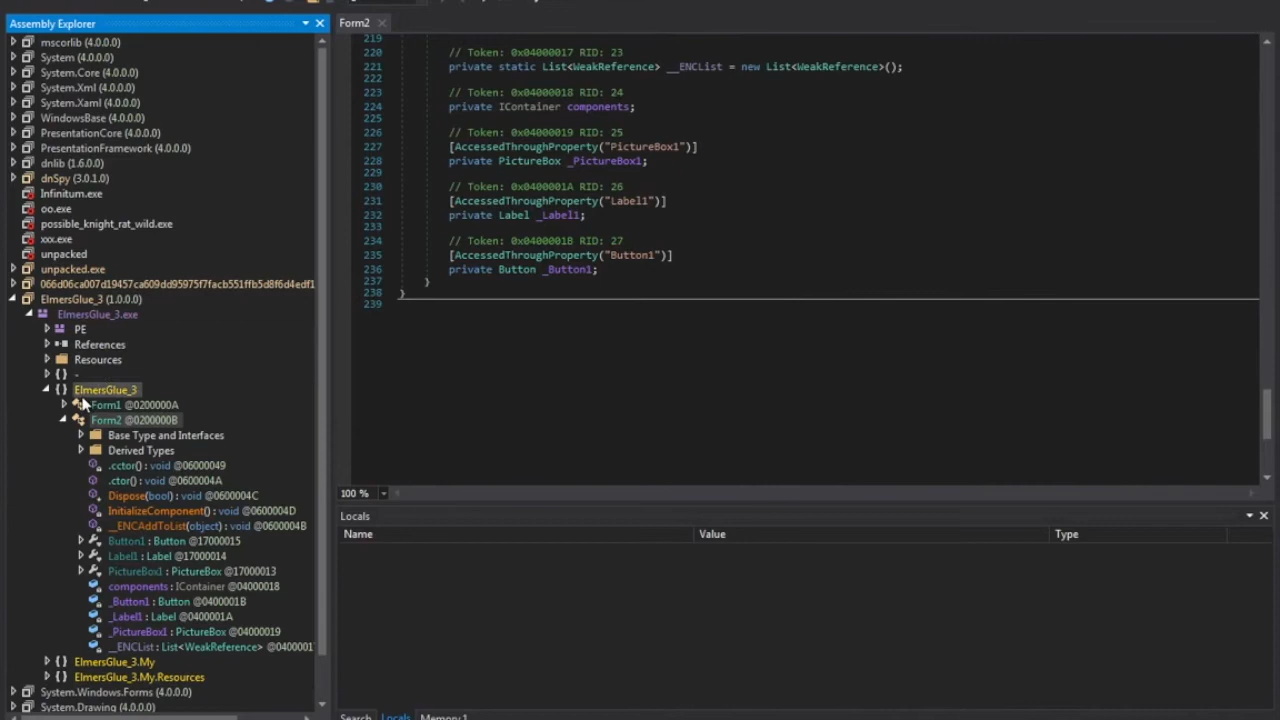 Assembly Explorer
mscorlib (4.0.0.0)
System (4.0.0.0)
System.Core (4.0.0.0)
System.Xml (4.0.0.0)
System.Xaml (4.0.0.0)
WindowsBase (4.0.0.0)
PresentationCore (4.0.0.0)
PresentationFramework (4.0.0.0)
dnlib (1.6.0.0)
dnSpy (3.0.1.0)
Infinitum.exe
oo.exe
possible_knight_rat_wild.exe
xxx.exe
unpacked
unpacked.exe
066d06ca007d19457ca609dd95975f7facb551ffb5d8f6d4edf1
ElmersGlue_3 (1.0.0.0)
ElmersGlue_3.exe
PE
References
Resources
{ } -
{ } ElmersGlue_3
Form1 @0200000A
Form2 @0200000B
Base Type and Interfaces
Derived Types
.cctor() : void @06000049
.ctor() : void @0600004A
Dispose(bool) : void @0600004C
InitializeComponent() : void @0600004D
__ENCAddToList(object) : void @0600004B
Button1 : Button @17000015
Label1 : Label @17000014
PictureBox1 : PictureBox @17000013
components : IContainer @04000018
_Button1 : Button @0400001B
_Label1 : Label @0400001A
_PictureBox1 : PictureBox @04000019
__ENCList : List<WeakReference> @0400001
{ } ElmersGlue_3.My
{ } ElmersGlue_3.My.Resources
System.Windows.Forms (4.0.0.0)
System.Drawing (4.0.0.0)
Form2
219
220 // Token: 0x04000017 RID: 23
221 private static List<WeakReference> __ENCList = new List<WeakReference>();
222
223 // Token: 0x04000018 RID: 24
224 private IContainer components;
225
226 // Token: 0x04000019 RID: 25
227 [AccessedThroughProperty("PictureBox1")]
228 private PictureBox _PictureBox1;
229
230 // Token: 0x0400001A RID: 26
231 [AccessedThroughProperty("Label1")]
232 private Label _Label1;
233
234 // Token: 0x0400001B RID: 27
235 [AccessedThroughProperty("Button1")]
236 private Button _Button1;
237 }
238 }
239
100 %
Locals
Name Value Type
Search Locals Memory 1